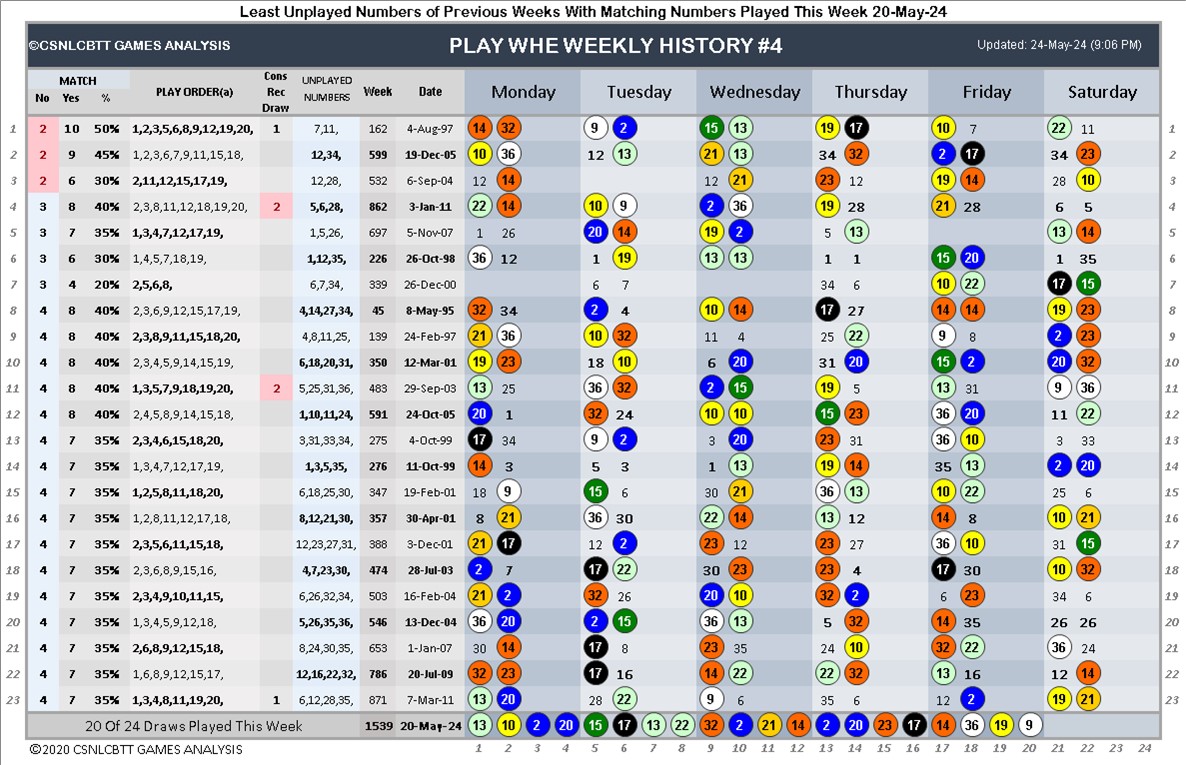 Least Unplayed Numbers of Previous Weeks With Matching Numbers Played This Week 20-May-24
©CSNLCBTT GAMES ANALYSIS PLAY WHE WEEKLY HISTORY #4 Updated: 24-May-24 (9:06 PM)
MATCH No Yes % PLAY ORDER(a) Cons Rec Draw UNPLAYED NUMBERS Week Date Monday Tuesday Wednesday Thursday Friday Saturday
1 2 10 50% 1,2,3,5,6,8,9,12,19,20, 1 7,11, 162 4-Aug-97 14 32 9 2 15 13 19 17 10 7 22 11 1
2 2 9 45% 1,2,3,6,7,9,11,15,18, 12,34, 599 19-Dec-05 10 36 12 13 21 13 34 32 2 17 34 23 2
3 2 6 30% 2,11,12,15,17,19, 12,28, 532 6-Sep-04 12 14 12 21 23 12 19 14 28 10 3
4 3 8 40% 2,3,8,11,12,18,19,20, 2 5,6,28, 862 3-Jan-11 22 14 10 9 2 36 19 28 21 28 6 5 4
5 3 7 35% 1,3,4,7,12,17,19, 1,5,26, 697 5-Nov-07 1 26 20 14 19 2 5 13 13 14 5
6 3 6 30% 1,4,5,7,18,19, 1,12,35, 226 26-Oct-98 36 12 1 19 13 13 1 1 15 20 1 35 6
7 3 4 20% 2,5,6,8, 6,7,34, 339 26-Dec-00 6 7 34 6 10 22 17 15 7
8 4 8 40% 2,3,6,9,12,15,17,19, 4,14,27,34, 45 8-May-95 32 34 2 4 10 14 17 27 14 14 19 23 8
9 4 8 40% 2,3,8,9,11,15,18,20, 4,8,11,25, 139 24-Feb-97 21 36 10 32 11 4 25 22 9 8 2 23 9
10 4 8 40% 2,3,4,5,9,14,15,19, 6,18,20,31, 350 12-Mar-01 19 23 18 10 6 20 31 20 15 2 20 32 10
11 4 8 40% 1,3,5,7,9,18,19,20, 2 5,25,31,36, 483 29-Sep-03 13 25 36 32 2 15 19 5 13 31 9 36 11
12 4 8 40% 2,4,5,8,9,14,15,18, 1,10,11,24, 591 24-Oct-05 20 1 32 24 10 10 15 23 36 20 11 22 12
13 4 7 35% 2,3,4,6,15,18,20, 3,31,33,34, 275 4-Oct-99 17 34 9 2 3 20 23 31 36 10 3 33 13
14 4 7 35% 1,3,4,7,12,17,19, 1,3,5,35, 276 11-Oct-99 14 3 5 3 1 13 19 14 35 13 2 20 14
15 4 7 35% 1,2,5,8,11,18,20, 6,18,25,30, 347 19-Feb-01 18 9 15 6 30 21 36 13 10 22 25 6 15
16 4 7 35% 1,2,8,11,12,17,18, 8,12,21,30, 357 30-Apr-01 8 21 36 30 22 14 13 12 14 8 10 21 16
17 4 7 35% 2,3,5,6,11,15,18, 12,23,27,31, 388 3-Dec-01 21 17 12 2 23 12 23 27 36 10 31 15 17
18 4 7 35% 2,3,6,8,9,15,16, 4,7,23,30, 474 28-Jul-03 2 7 17 22 30 23 23 4 17 30 10 32 18
19 4 7 35% 2,3,4,9,10,11,15, 6,26,32,34, 503 16-Feb-04 21 2 32 26 20 10 32 2 6 23 34 6 19
20 4 7 35% 1,3,4,5,9,12,18, 5,26,35,36, 546 13-Dec-04 36 20 2 15 36 13 5 32 14 35 26 26 20
21 4 7 35% 2,6,8,9,12,15,18, 8,24,30,35, 653 1-Jan-07 30 14 17 8 23 35 24 10 32 22 36 24 21
22 4 7 35% 1,6,8,9,12,15,17, 12,16,22,32, 786 20-Jul-09 32 23 17 16 14 22 22 32 13 16 12 14 22
23 4 7 35% 1,3,4,8,11,19,20, 1 6,12,28,35, 875 7-Mar-11 13 20 28 22 9 6 35 6 12 2 19 21 23
20 Of 24 Draws Played This Week 1539 20-May-24 13 10 2 20 15 17 13 22 32 2 21 14 2 20 23 16 14 36 19 9
©2020 CSNLCBTT GAMES ANALYSIS 1 2 3 4 5 6 7 8 9 10 11 12 13 14 15 16 17 18 19 20 21 22 23 24